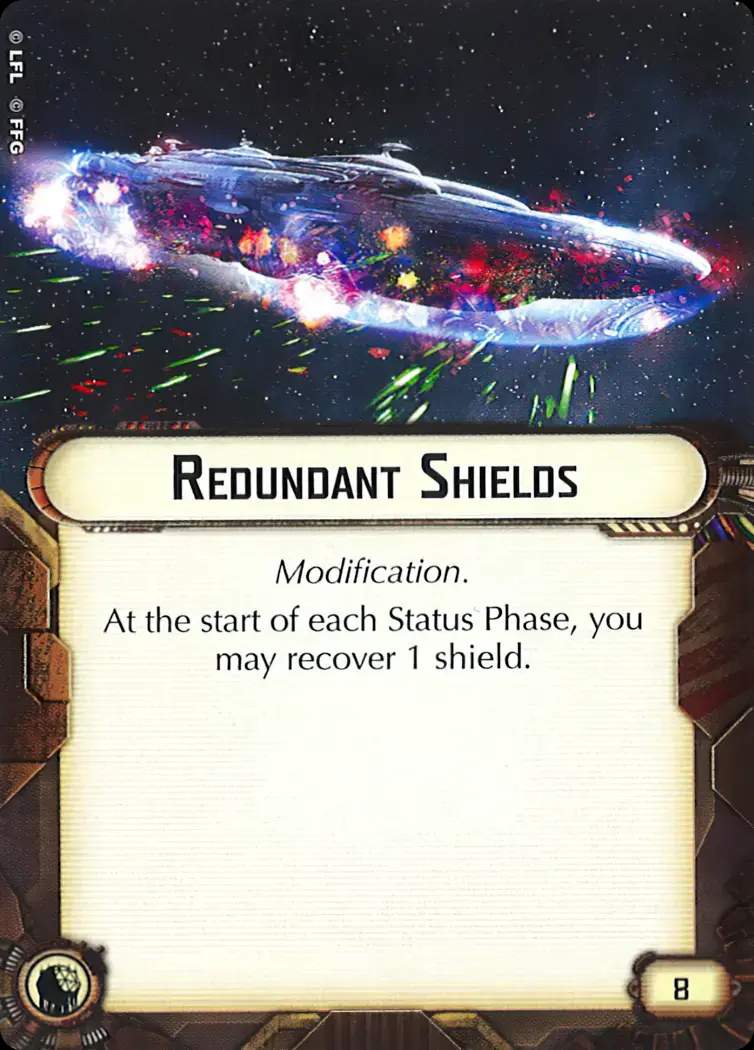 © LFL © FFG
Redundant Shields
Modification.
At the start of each Status Phase, you
may recover 1 shield.
8